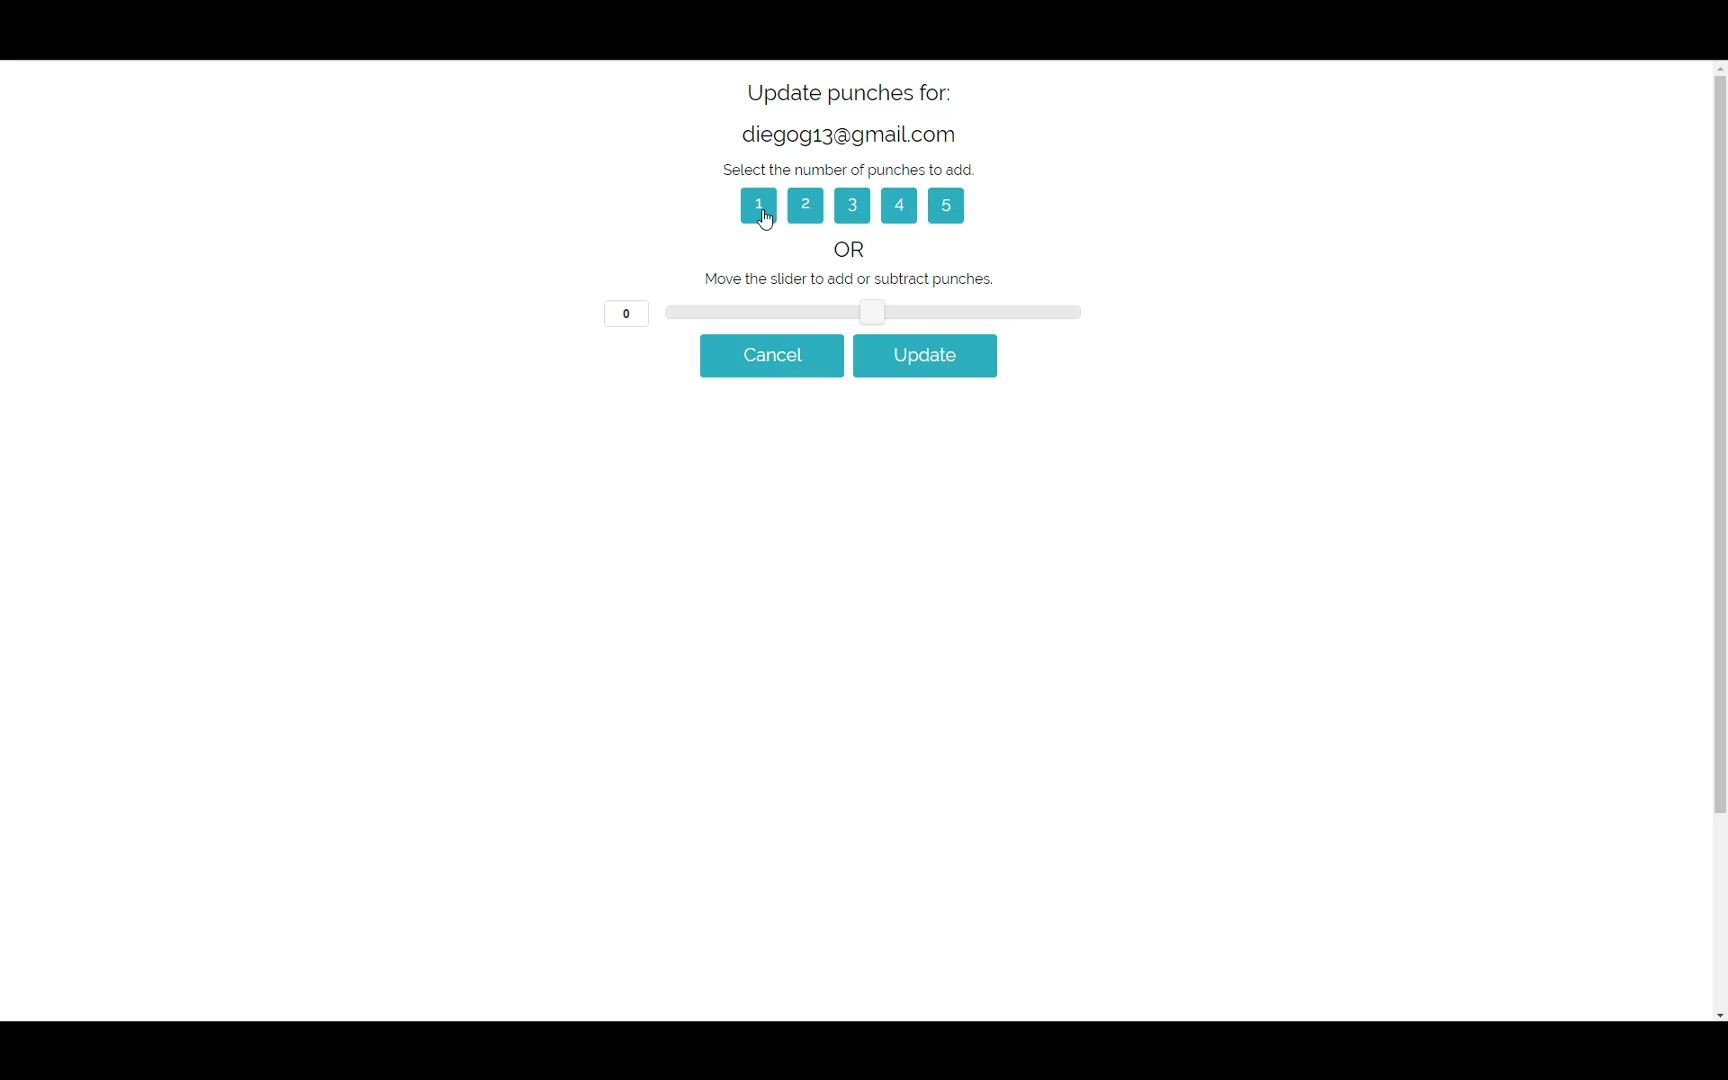 Update punches for:
diegog13@gmail.com
Select the number of punches to add.
1 2 3 4 5
OR
Move the slider to add or subtract punches.
0
Cancel Update